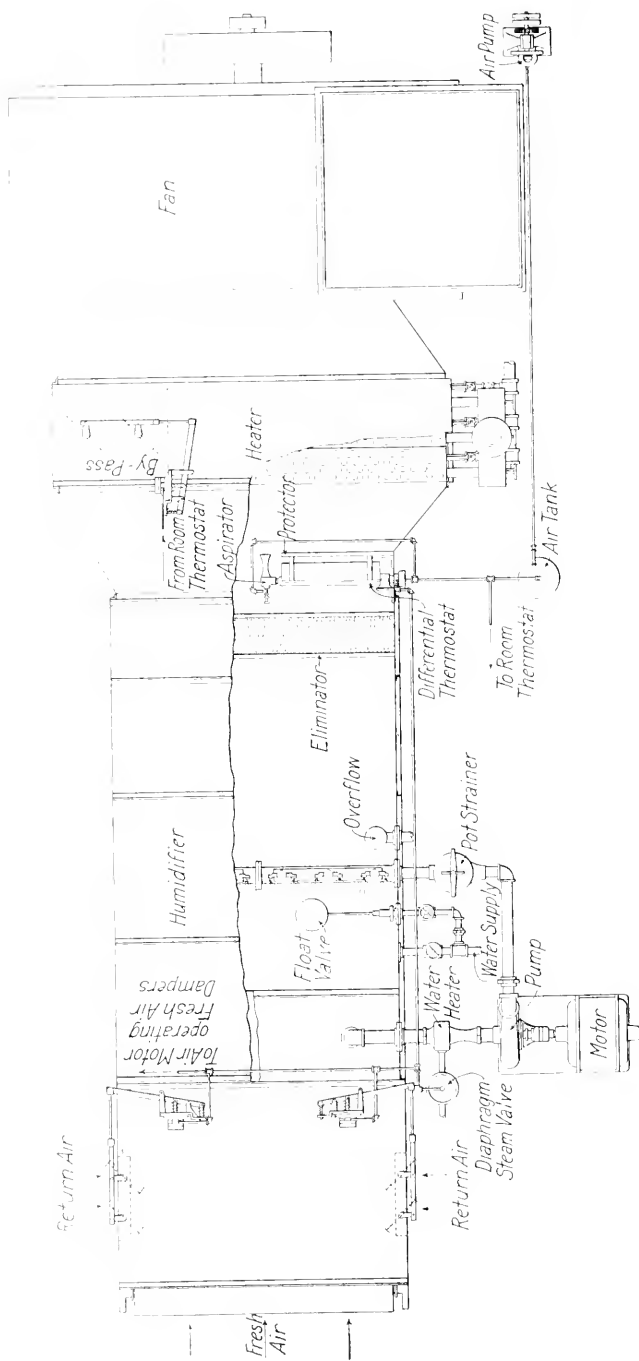 Fresh
Air
Return Air
Return Air
To Air Motor
operating
Fresh Air
Dampers
Diaphragm
Steam Valve
Motor
Pump
Water
Heater
Water Supply
Float
Valve
Humidifier
Pot Strainer
Overflow
Eliminator
Differential
Thermostat
To Room
Thermostat
From Room
Thermostat
Aspirator
Protector
Heater
By-Pass
Air Tank
Fan
Air Pump